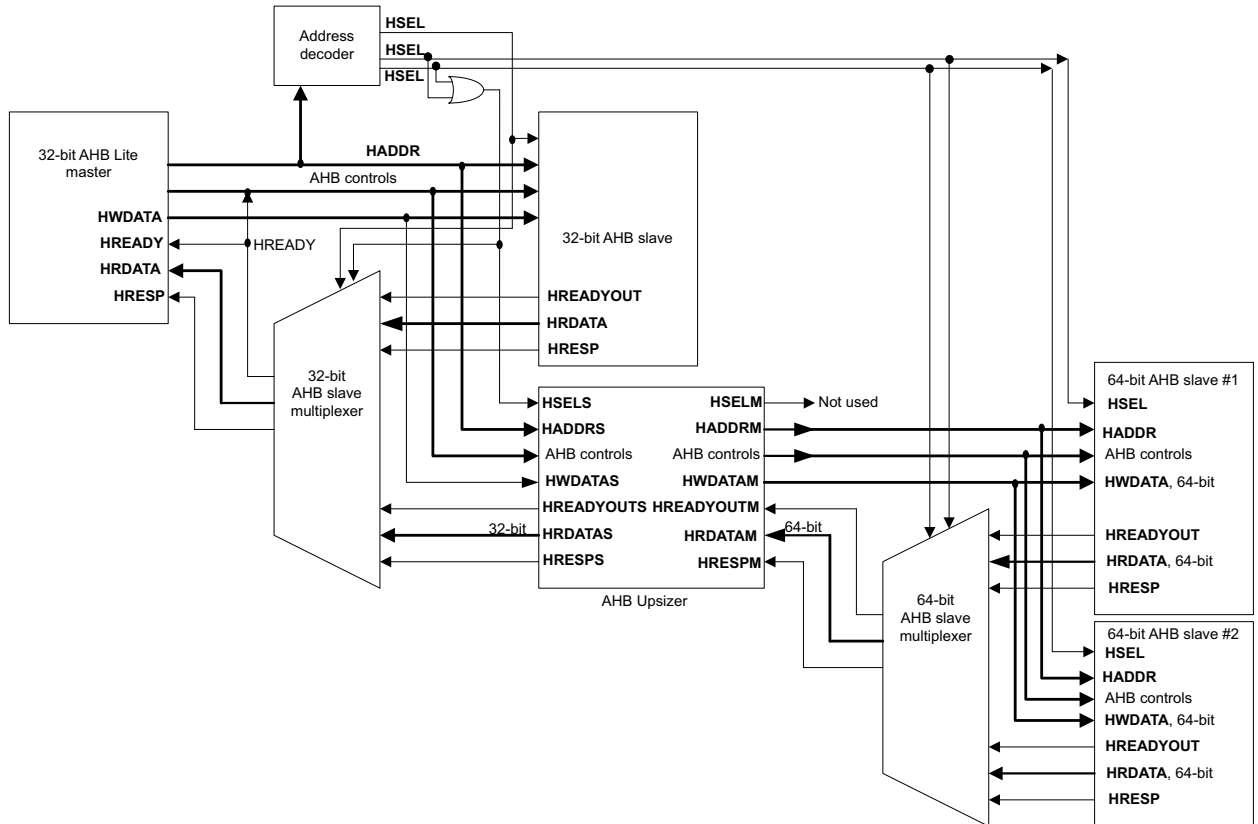 Address
decoder
HSEL
HSEL
HSEL
32-bit AHB Lite
master
HADDR
AHB controls
HWDATA
HREADY
HREADY
HRDATA
HRESP
32-bit AHB slave
HREADYOUT
HRDATA
HRESP
32-bit
AHB slave
multiplexer
HSELS
HADDRS
AHB controls
HWDATAS
HREADYOUTS
32-bit
HRDATAS
HRESPS
HSELM
Not used
HADDRM
AHB controls
HWDATAM
HREADYOUTM
64-bit
HRDATAM
HRESPM
AHB Upsizer
64-bit
AHB slave
multiplexer
64-bit AHB slave #1
HSEL
HADDR
AHB controls
HWDATA, 64-bit
HREADYOUT
HRDATA, 64-bit
HRESP
64-bit AHB slave #2
HSEL
HADDR
AHB controls
HWDATA, 64-bit
HREADYOUT
HRDATA, 64-bit
HRESP